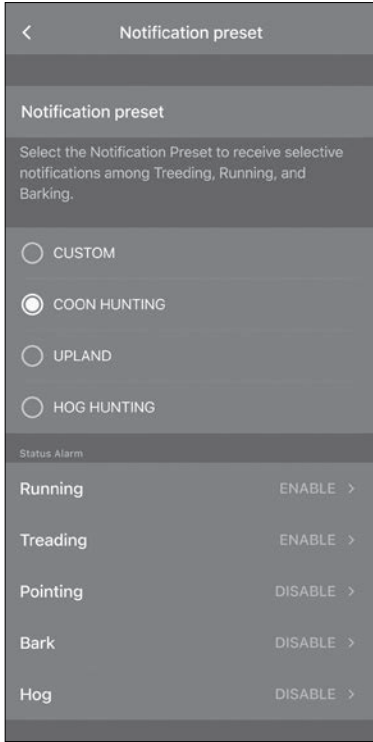 Notification preset
Notification preset
Select the Notification Preset to receive selective
notifications among Treeding, Running, and
Barking.
CUSTOM
COON HUNTING
UPLAND
HOG HUNTING
Status Alarm
Running ENABLE >
Treading ENABLE >
Pointing DISABLE >
Bark DISABLE >
Hog DISABLE >